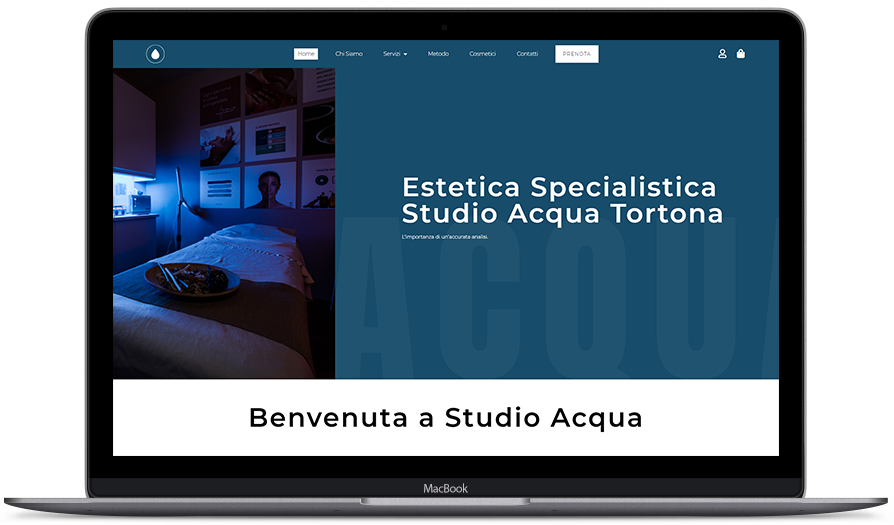 Home
Chi Siamo
Servizi
Metodo
Cosmetici
Contatti
PRENOTA
Estetica Specialistica
Studio Acqua Tortona
L'importanza di un'accurata analisi.
ACQUA
Benvenuta a Studio Acqua
MacBook